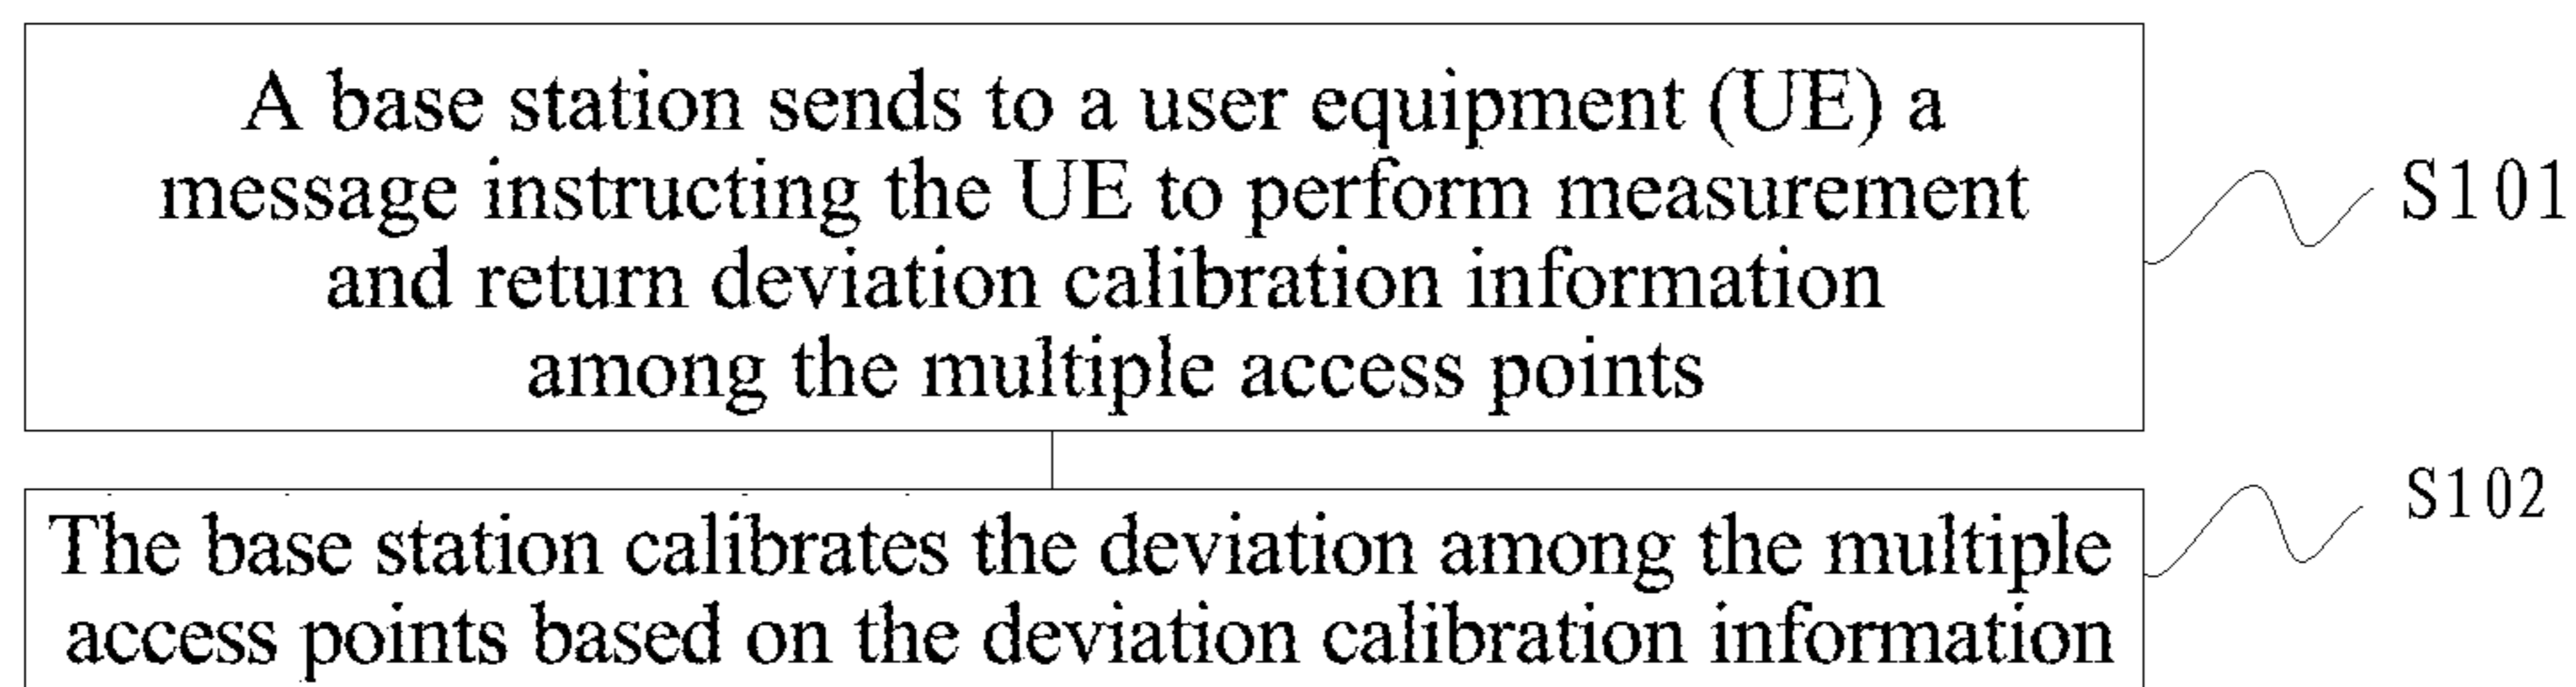 A base station sends to a user equipment (UE) a
message instructing the UE to perform measurement
and return deviation calibration information
among the multiple access points
S101
The base station calibrates the deviation among the multiple
access points based on the deviation calibration information
S102